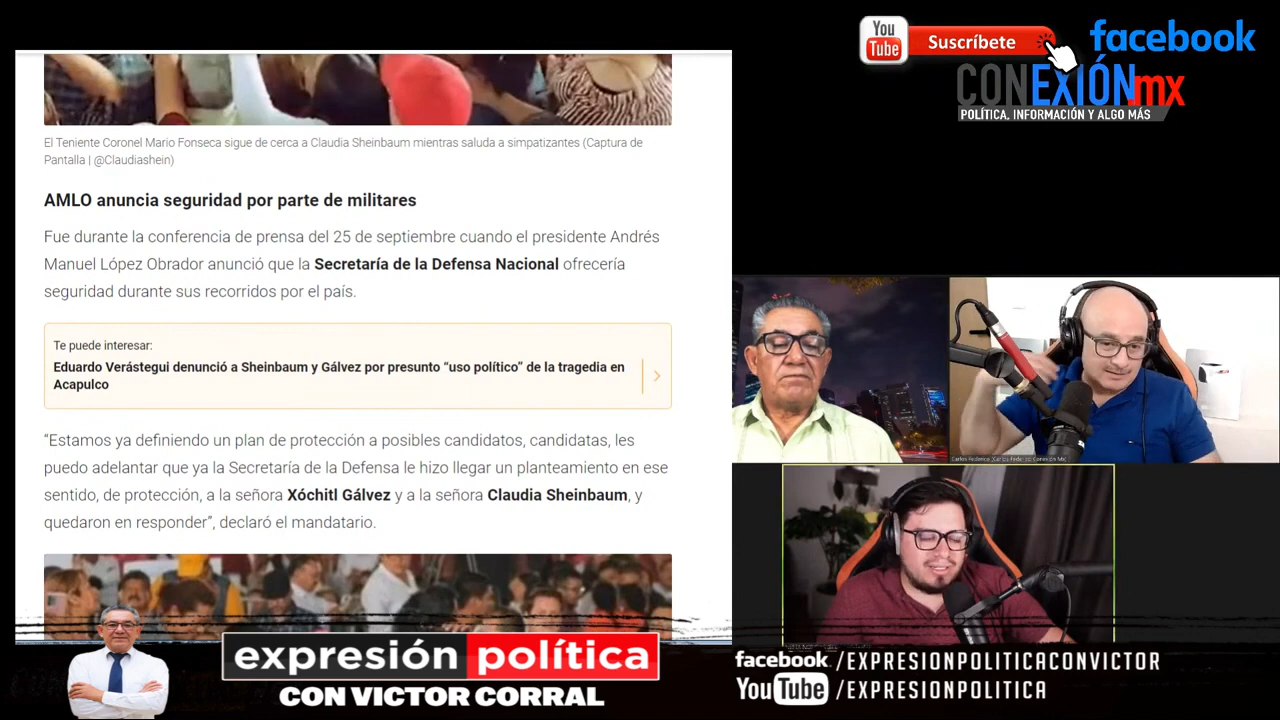 You
Tube
Suscríbete
facebook
CONEXIÓNmx
POLÍTICA, INFORMACIÓN Y ALGO MÁS
El Teniente Coronel Mario Fonseca sigue de cerca a Claudia Sheinbaum mientras saluda a simpatizantes (Captura de
Pantalla | @Claudiashein)
AMLO anuncia seguridad por parte de militares
Fue durante la conferencia de prensa del 25 de septiembre cuando el presidente Andrés
Manuel López Obrador anunció que la Secretaría de la Defensa Nacional ofrecería
seguridad durante sus recorridos por el país.
Te puede interesar:
Eduardo Verástegui denunció a Sheinbaum y Gálvez por presunto “uso político” de la tragedia en
Acapulco
“Estamos ya definiendo un plan de protección a posibles candidatos, candidatas, les
puedo adelantar que ya la Secretaría de la Defensa le hizo llegar un planteamiento en ese
sentido, de protección, a la señora Xóchitl Gálvez y a la señora Claudia Sheinbaum, y
quedaron en responder”, declaró el mandatario.
Carlos Federico (Carlos Federico Conexión Mx)
expresión política
CON VICTOR CORRAL
facebook /EXPRESIONPOLITICACONVICTOR
YouTube /EXPRESIONPOLITICA